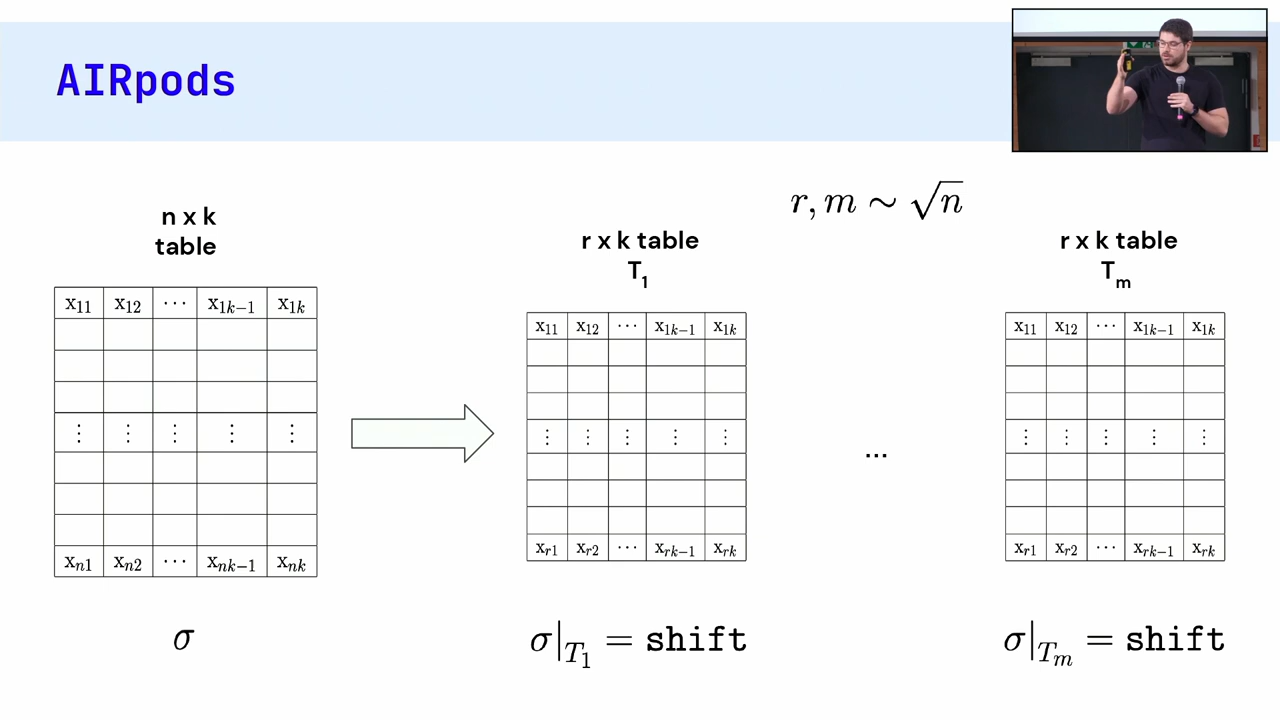 AIRpods
r, m ∼ √n
n x k
table
r x k table
T₁
r x k table
Tₘ
x₁₁ x₁₂ ⋯ x₁ₖ₋₁ x₁ₖ
⋮ ⋮ ⋮ ⋮ ⋮
xₙ₁ xₙ₂ ⋯ xₙₖ₋₁ xₙₖ
σ
x₁₁ x₁₂ ⋯ x₁ₖ₋₁ x₁ₖ
⋮ ⋮ ⋮ ⋮ ⋮
xᵣ₁ xᵣ₂ ⋯ xᵣₖ₋₁ xᵣₖ
σ|T₁ = shift
...
x₁₁ x₁₂ ⋯ x₁ₖ₋₁ x₁ₖ
⋮ ⋮ ⋮ ⋮ ⋮
xᵣ₁ xᵣ₂ ⋯ xᵣₖ₋₁ xᵣₖ
σ|Tₘ = shift